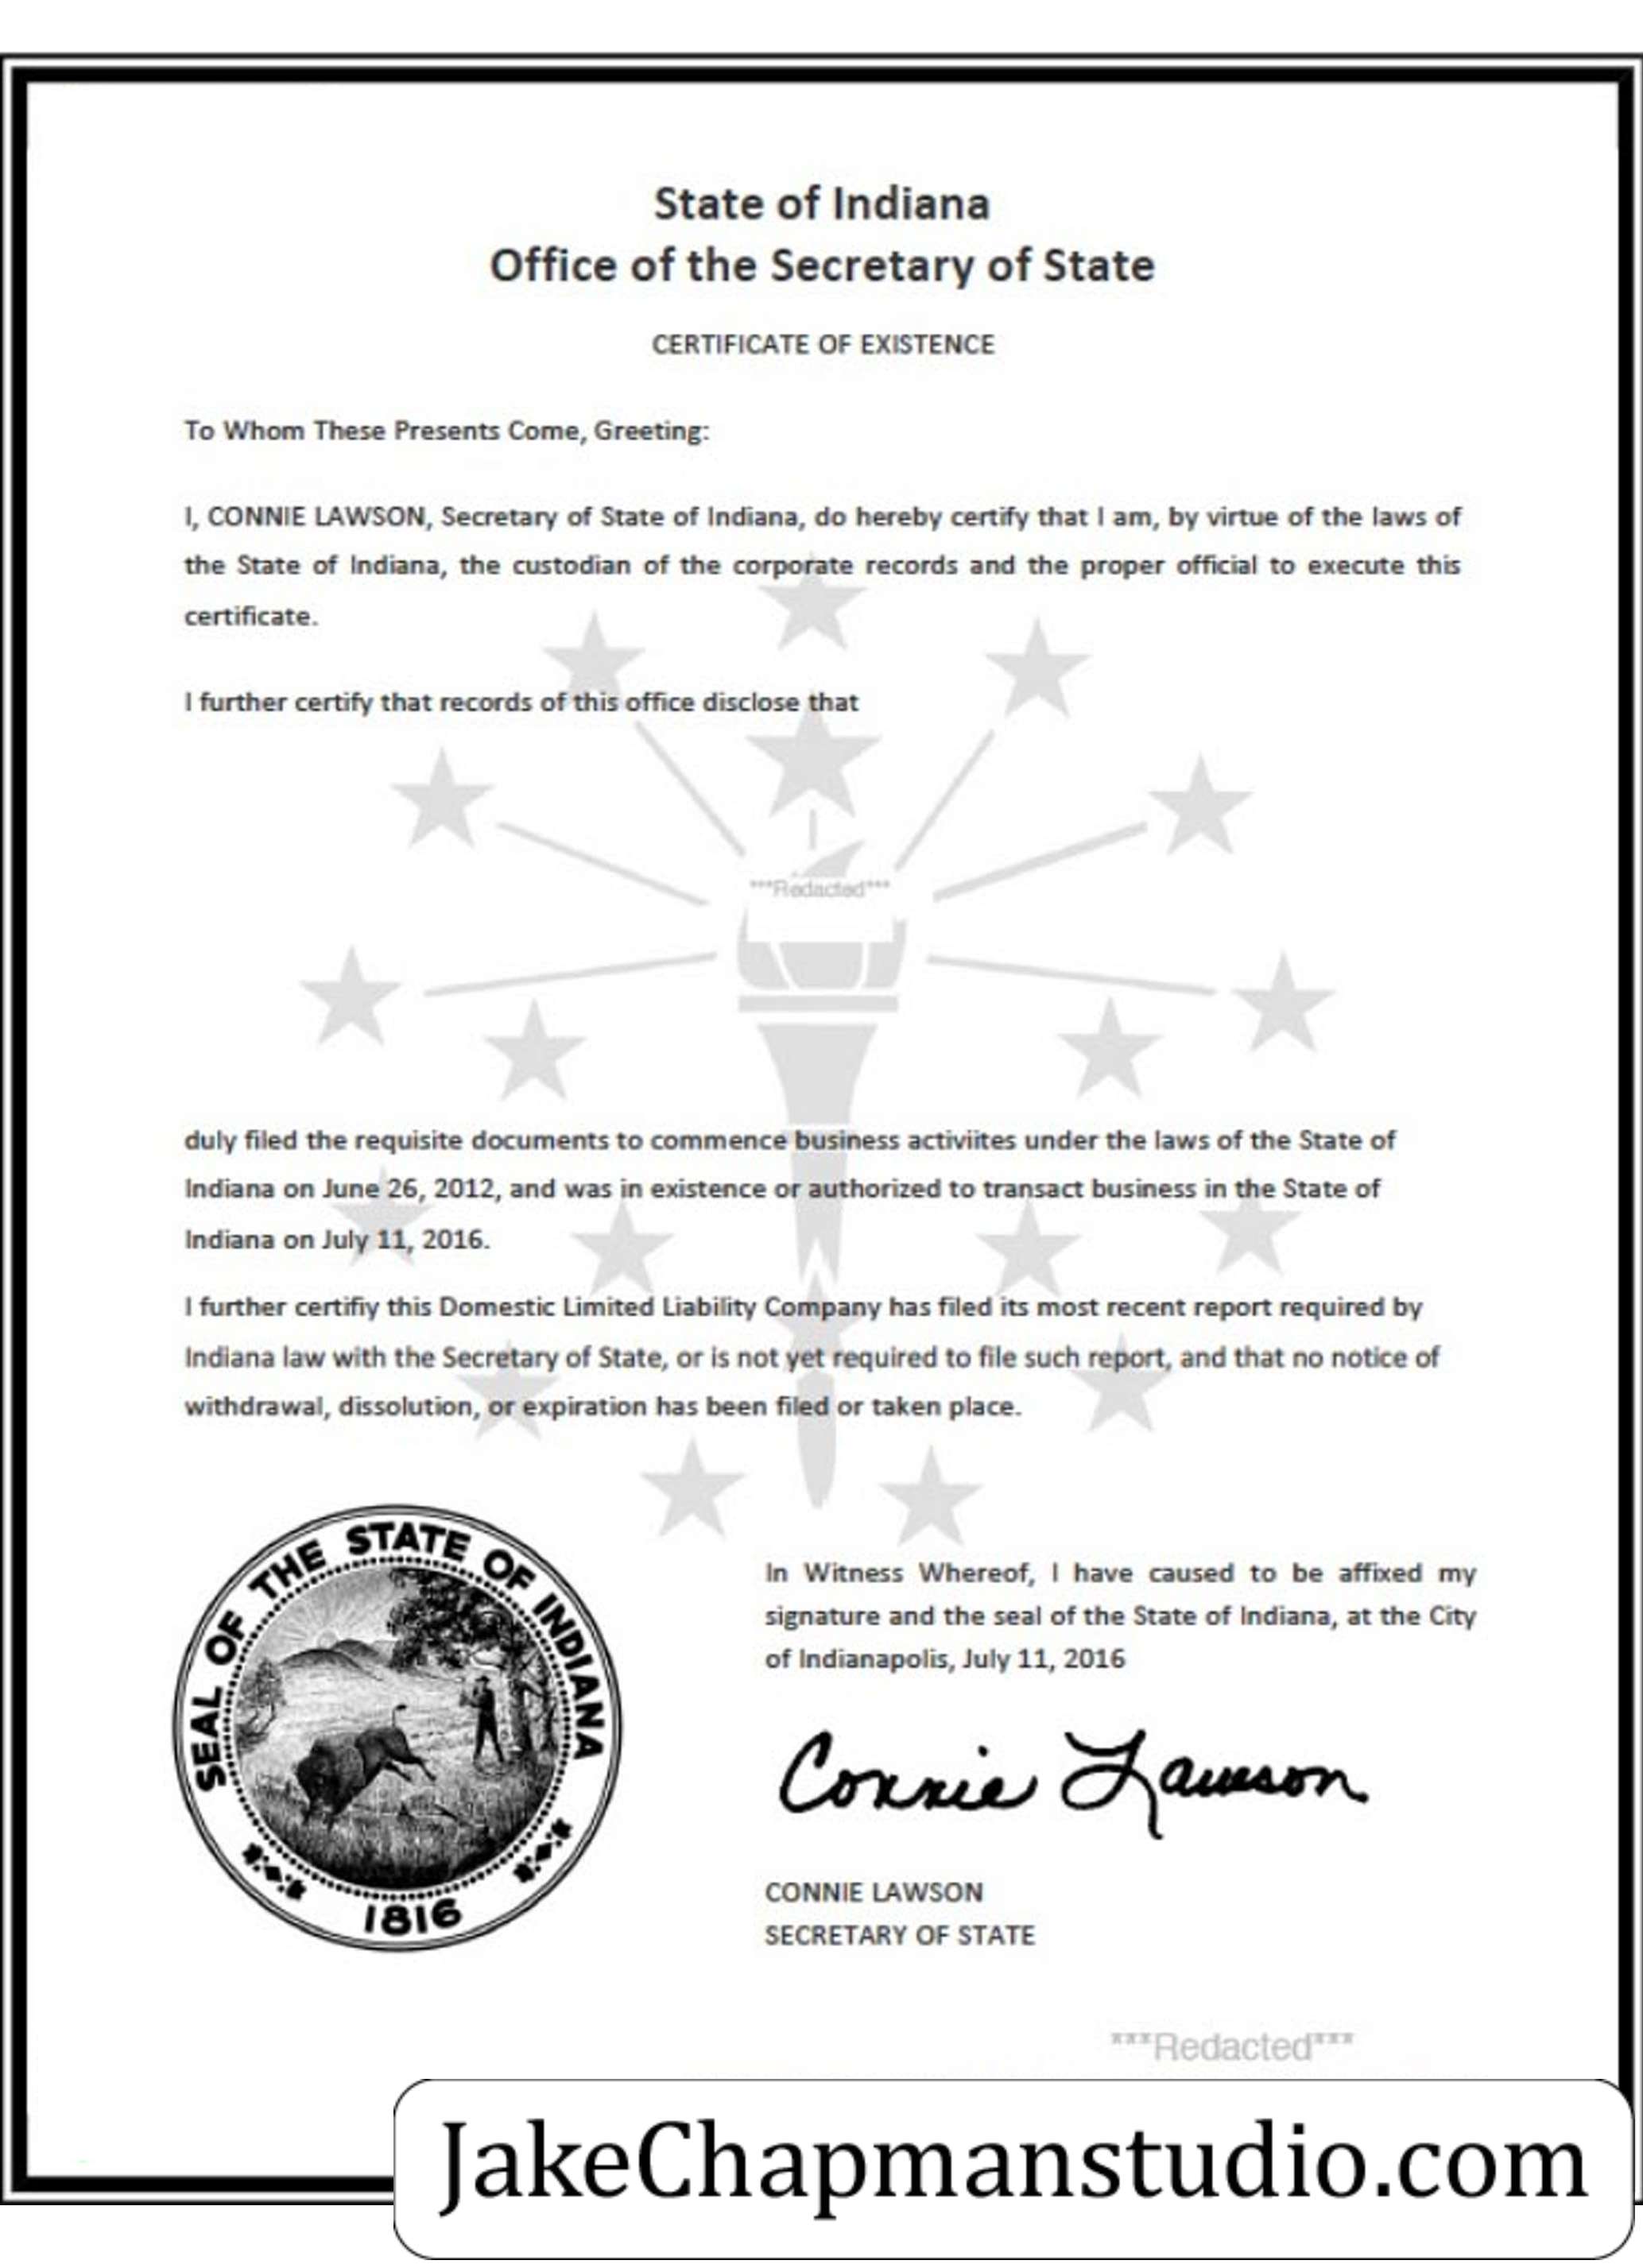 State of Indiana
Office of the Secretary of State
CERTIFICATE OF EXISTENCE
To Whom These Presents Come, Greeting:
I, CONNIE LAWSON, Secretary of State of Indiana, do hereby certify that I am, by virtue of the laws of
the State of Indiana, the custodian of the corporate records and the proper official to execute this
certificate.
I further certify that records of this office disclose that
***Redacted***
duly filed the requisite documents to commence business activiites under the laws of the State of
Indiana on June 26, 2012, and was in existence or authorized to transact business in the State of
Indiana on July 11, 2016.
I further certifiy this Domestic Limited Liability Company has filed its most recent report required by
Indiana law with the Secretary of State, or is not yet required to file such report, and that no notice of
withdrawal, dissolution, or expiration has been filed or taken place.
SEAL OF THE STATE OF INDIANA
1816
In Witness Whereof, I have caused to be affixed my
signature and the seal of the State of Indiana, at the City
of Indianapolis, July 11, 2016
Connie Lawson
CONNIE LAWSON
SECRETARY OF STATE
***Redacted***
JakeChapmanstudio.com